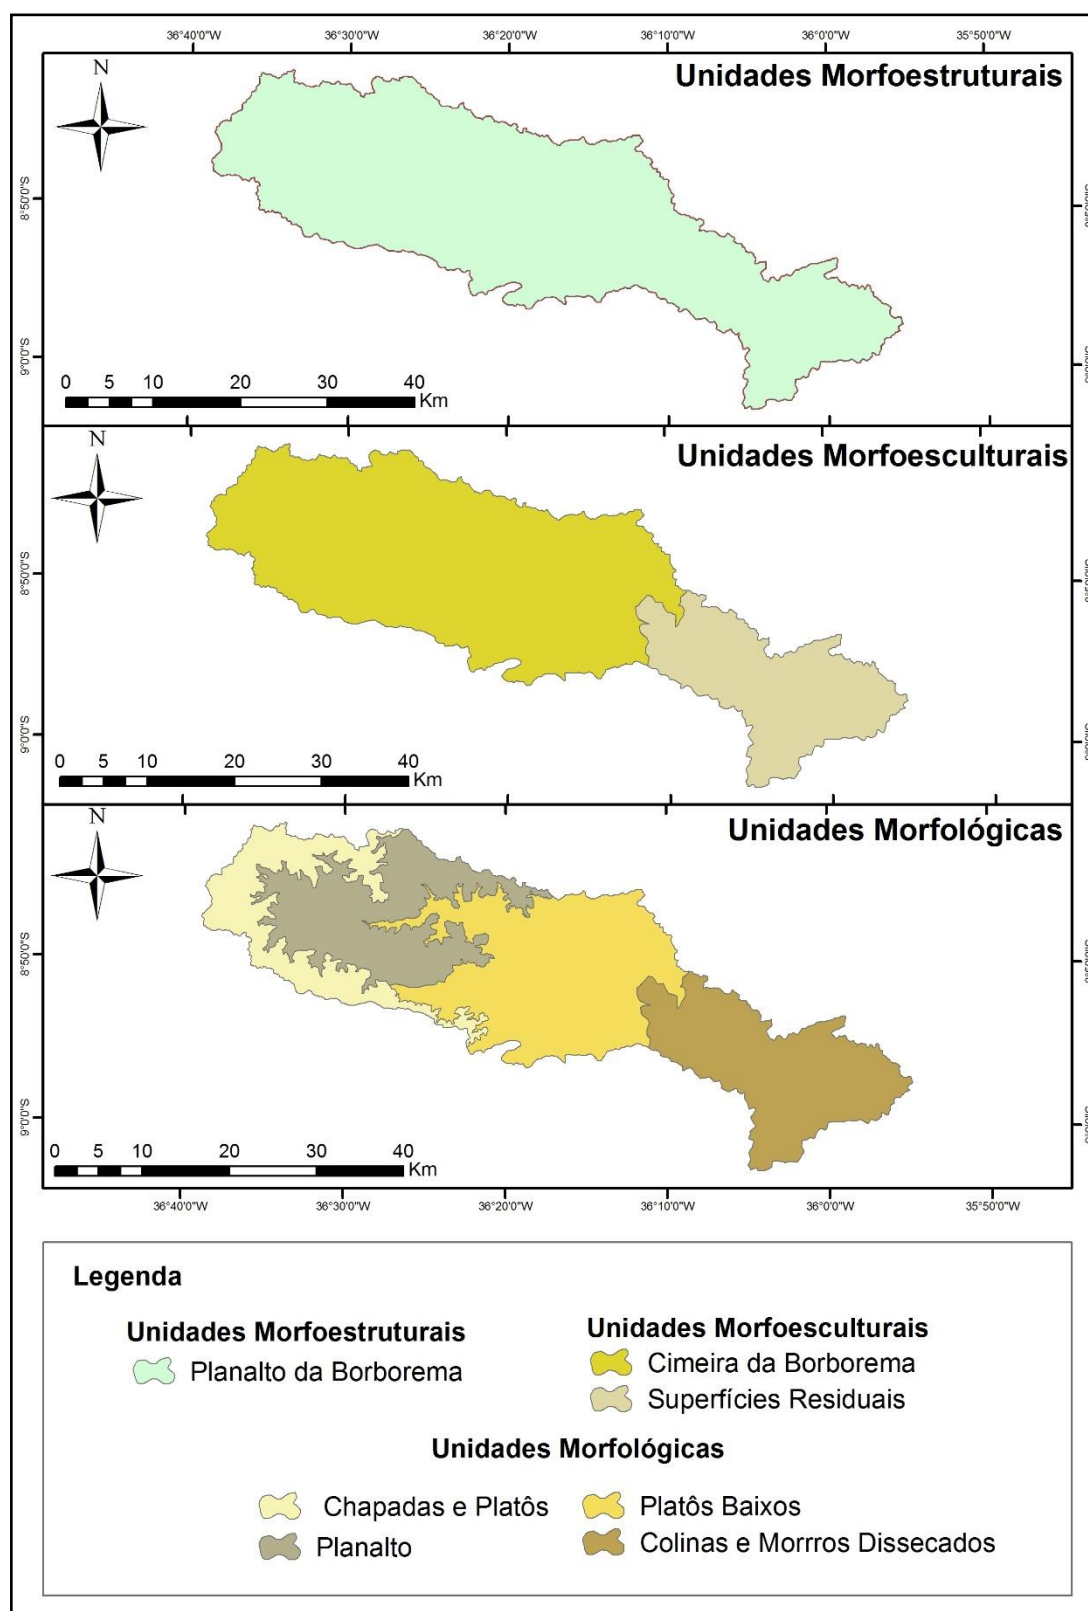 36°40'0"W 36°30'0"W 36°20'0"W 36°10'0"W 36°0'0"W 35°50'0"W
Unidades Morfoestruturais
N
8°50'0"S
9°0'0"S
0 5 10 20 30 40
Km
Unidades Morfoesculturais
N
8°50'0"S
9°0'0"S
0 5 10 20 30 40
Km
Unidades Morfológicas
N
8°50'0"S
9°0'0"S
0 5 10 20 30 40
Km
36°40'0"W 36°30'0"W 36°20'0"W 36°10'0"W 36°0'0"W 35°50'0"W
Legenda
Unidades Morfoestruturais
Planalto da Borborema
Unidades Morfoesculturais
Cimeira da Borborema
Superfícies Residuais
Unidades Morfológicas
Chapadas e Platôs
Planalto
Platôs Baixos
Colinas e Morrros Dissecados